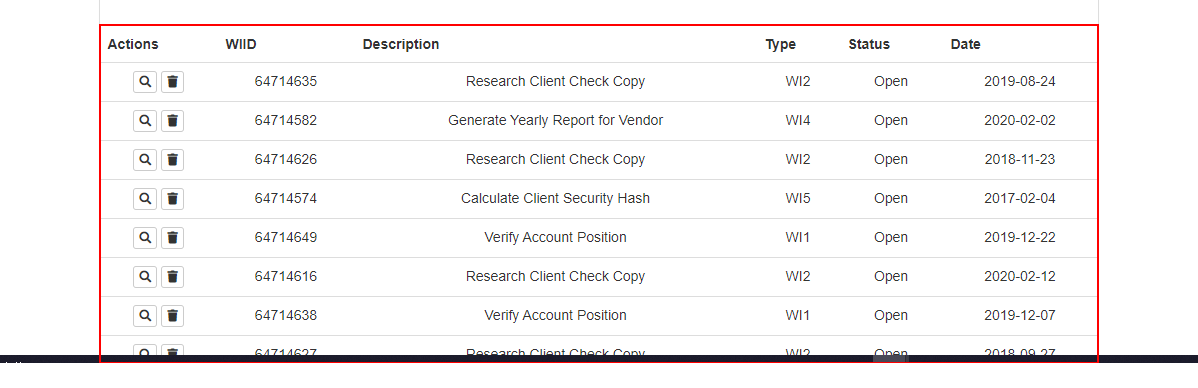 Actions WIID Description Type Status Date
64714635 Research Client Check Copy WI2 Open 2019-08-24
64714582 Generate Yearly Report for Vendor WI4 Open 2020-02-02
64714626 Research Client Check Copy WI2 Open 2018-11-23
64714574 Calculate Client Security Hash WI5 Open 2017-02-04
64714649 Verify Account Position WI1 Open 2019-12-22
64714616 Research Client Check Copy WI2 Open 2020-02-12
64714638 Verify Account Position WI1 Open 2019-12-07
64714627 Research Client Check Copy WI2 Open 2018-09-27